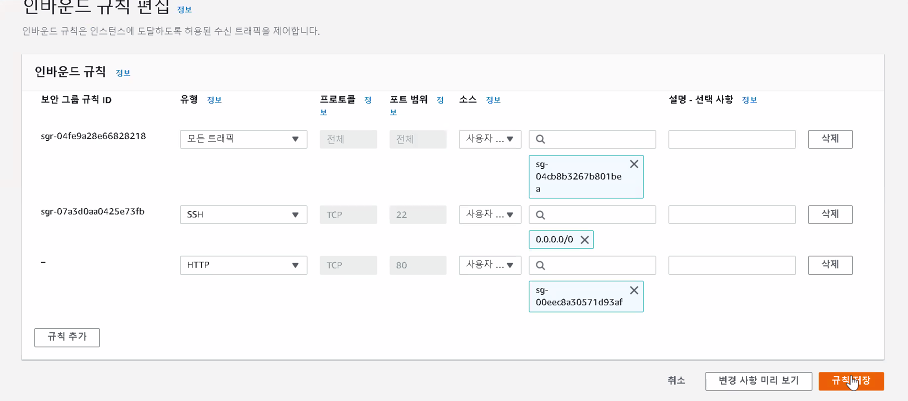 인바운드 규칙 편집 정보
인바운드 규칙은 인스턴스에 도달하도록 허용된 수신 트래픽을 제어합니다.
인바운드 규칙 정보
보안 그룹 규칙 ID 유형 정보 프로토콜 정보 포트 범위 정보 소스 정보 설명 - 선택 사항 정보
sgr-04fe9a28e66828218 모든 트래픽 전체 전체 사용자 ... 삭제
sg-
04cb8b3267b801be
a
sgr-07a3d0aa0425e73fb SSH TCP 22 사용자 ... 삭제
0.0.0.0/0
– HTTP TCP 80 사용자 ... 삭제
sg-
00eec8a30571d93af
규칙 추가
취소 변경 사항 미리 보기 규칙 저장